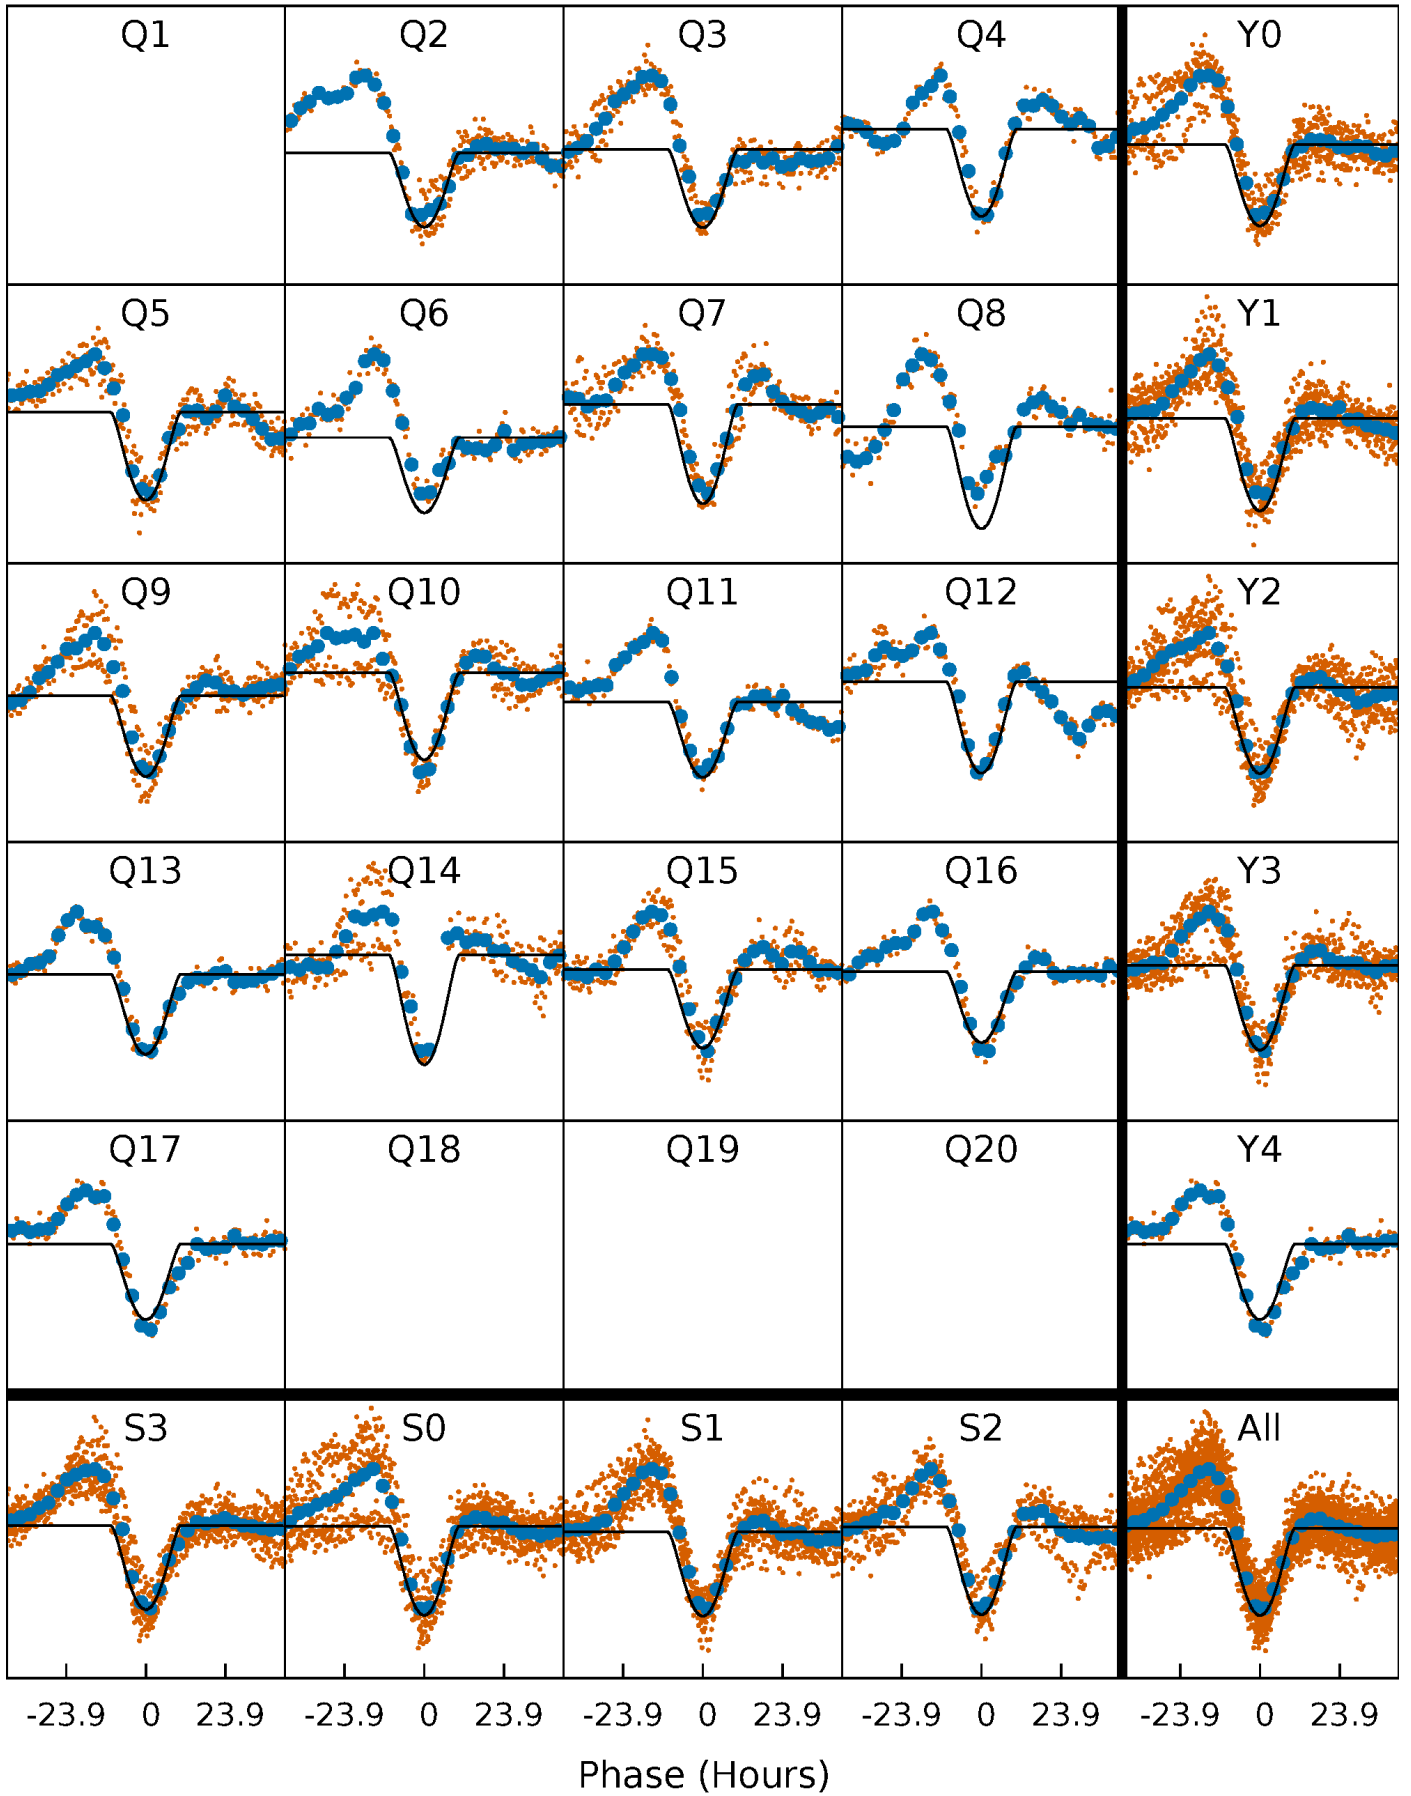 Q1 Q2 Q3 Q4 Y0
Q5 Q6 Q7 Q8 Y1
Q9 Q10 Q11 Q12 Y2
Q13 Q14 Q15 Q16 Y3
Q17 Q18 Q19 Q20 Y4
S3 S0 S1 S2 All
-23.9 0 23.9 -23.9 0 23.9 -23.9 0 23.9 -23.9 0 23.9 -23.9 0 23.9
Phase (Hours)